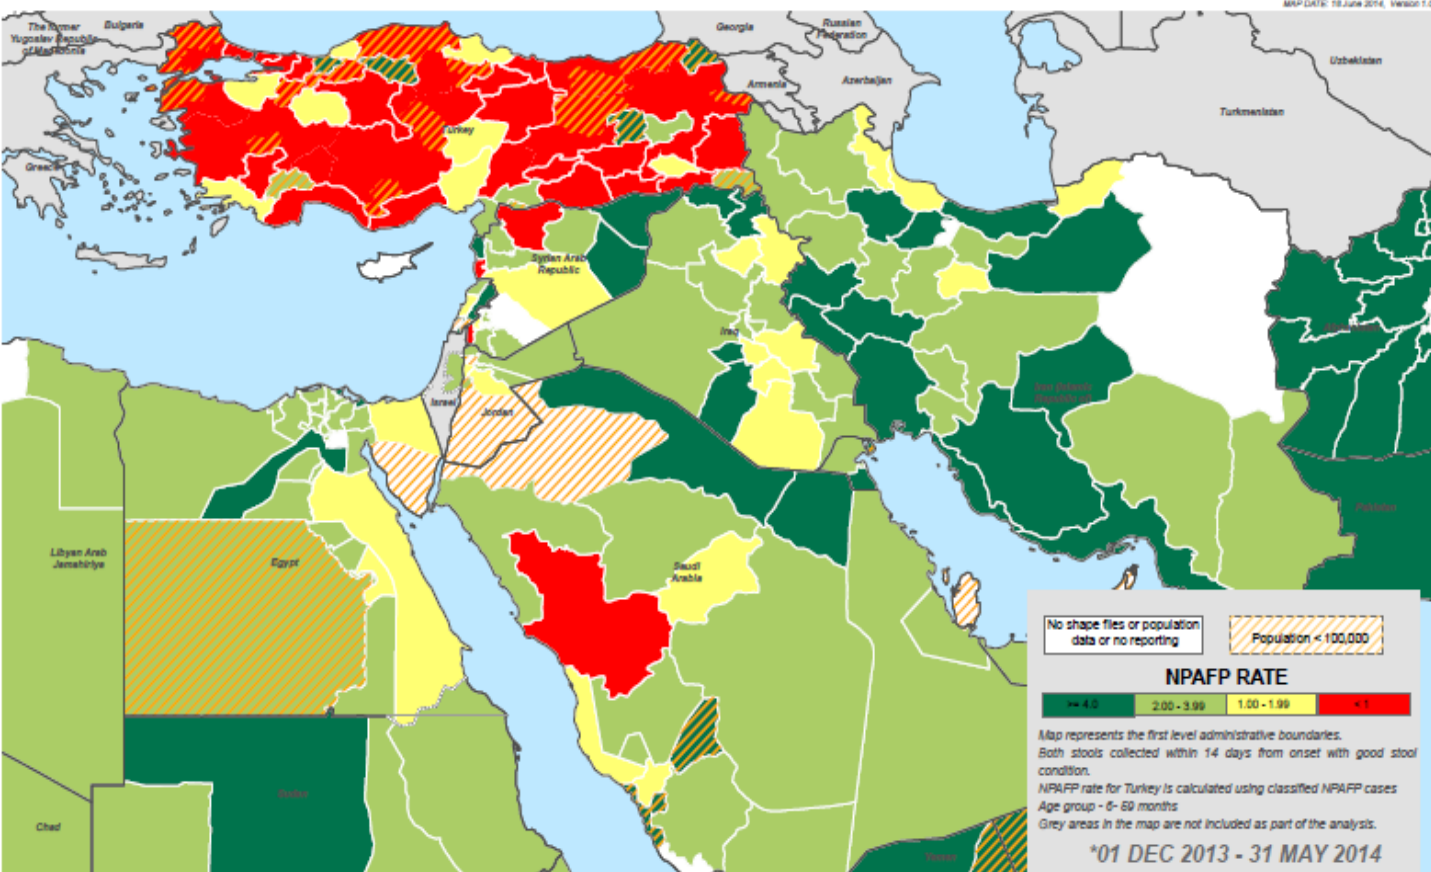 MAP DATE: 18 June 2014, Version 1.0
The former
Yugoslav Republic
of Macedonia
Bulgaria
Georgia
Russian
Federation
Uzbekistan
Armenia
Azerbaijan
Turkmenistan
Greece
Turkey
Syrian Arab
Republic
Iraq
Israel
Jordan
Iran (Islamic
Republic of)
Pakistan
Libyan Arab
Jamahiriya
Egypt
Saudi
Arabia
Sudan
Chad
Yemen
No shape files or population
data or no reporting
Population < 100,000
NPAFP RATE
>= 4.0
2.00 - 3.99
1.00 - 1.99
< 1
Map represents the first level administrative boundaries.
Both stools collected within 14 days from onset with good stool
condition.
NPAFP rate for Turkey is calculated using classified NPAFP cases
Age group - 6- 59 months
Grey areas in the map are not included as part of the analysis.
*01 DEC 2013 - 31 MAY 2014